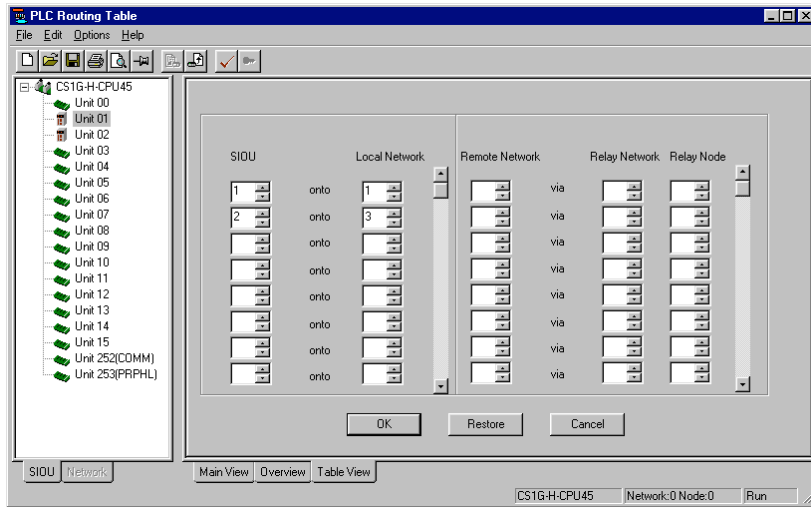 PLC Routing Table
File Edit Options Help
CS1G-H-CPU45
Unit 00
Unit 01
Unit 02
Unit 03
Unit 04
Unit 05
Unit 06
Unit 07
Unit 08
Unit 09
Unit 10
Unit 11
Unit 12
Unit 13
Unit 14
Unit 15
Unit 252(COMM)
Unit 253(PRPHL)
SIOU Network
SIOU Local Network Remote Network Relay Network Relay Node
1 onto 1 via
2 onto 3 via
onto via
onto via
onto via
onto via
onto via
onto via
OK Restore Cancel
Main View Overview Table View
CS1G-H-CPU45 Network:0 Node:0 Run